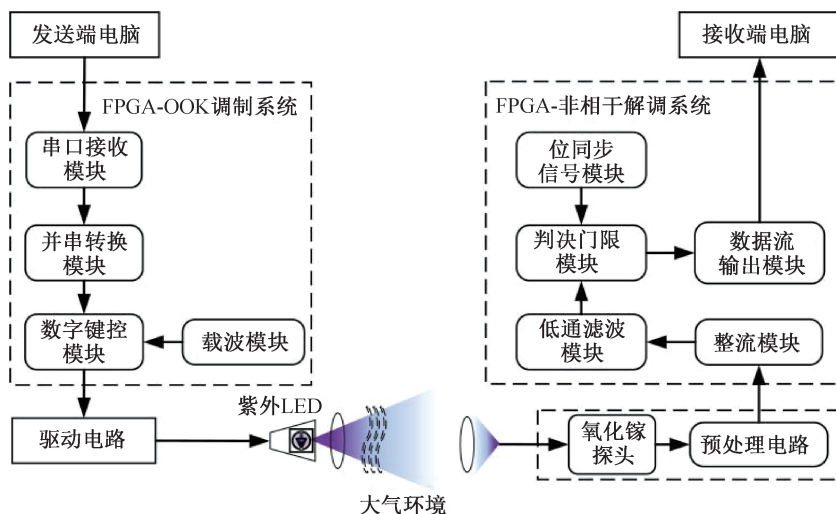 发送端电脑
FPGA-OOK调制系统
串口接收
模块
并串转换
模块
数字键控
模块
载波模块
驱动电路
紫外LED
大气环境
接收端电脑
FPGA-非相干解调系统
位同步
信号模块
判决门限
模块
数据流
输出模块
低通滤波
模块
整流模块
氧化镓
探头
预处理电路